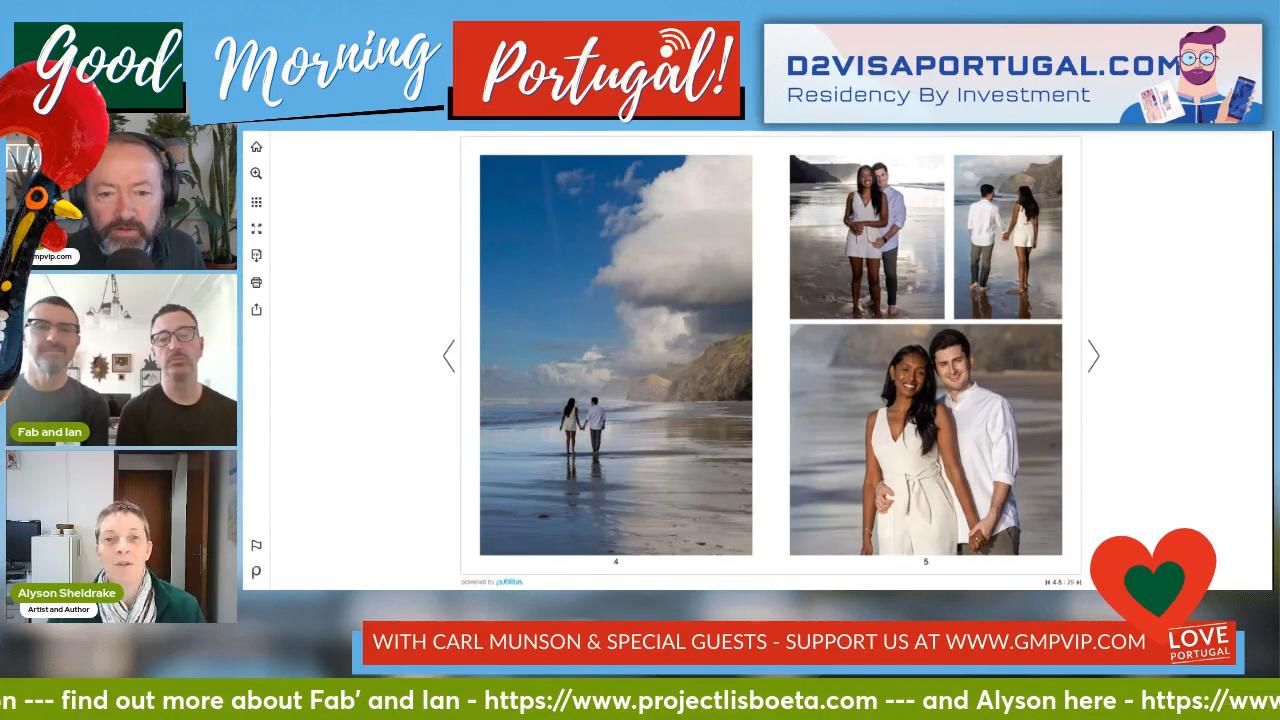 Good Morning Portugal!
D2VISAPORTUGAL.COM
Residency By Investment
NA
mpvip.com
Fab and Ian
Alyson Sheldrake
Artist and Author
4
5
powered by publitas
4-5 / 29
WITH CARL MUNSON & SPECIAL GUESTS - SUPPORT US AT WWW.GMPVIP.COM
LOVE
PORTUGAL
n --- find out more about Fab' and Ian - https://www.projectlisboeta.com --- and Alyson here - https://www